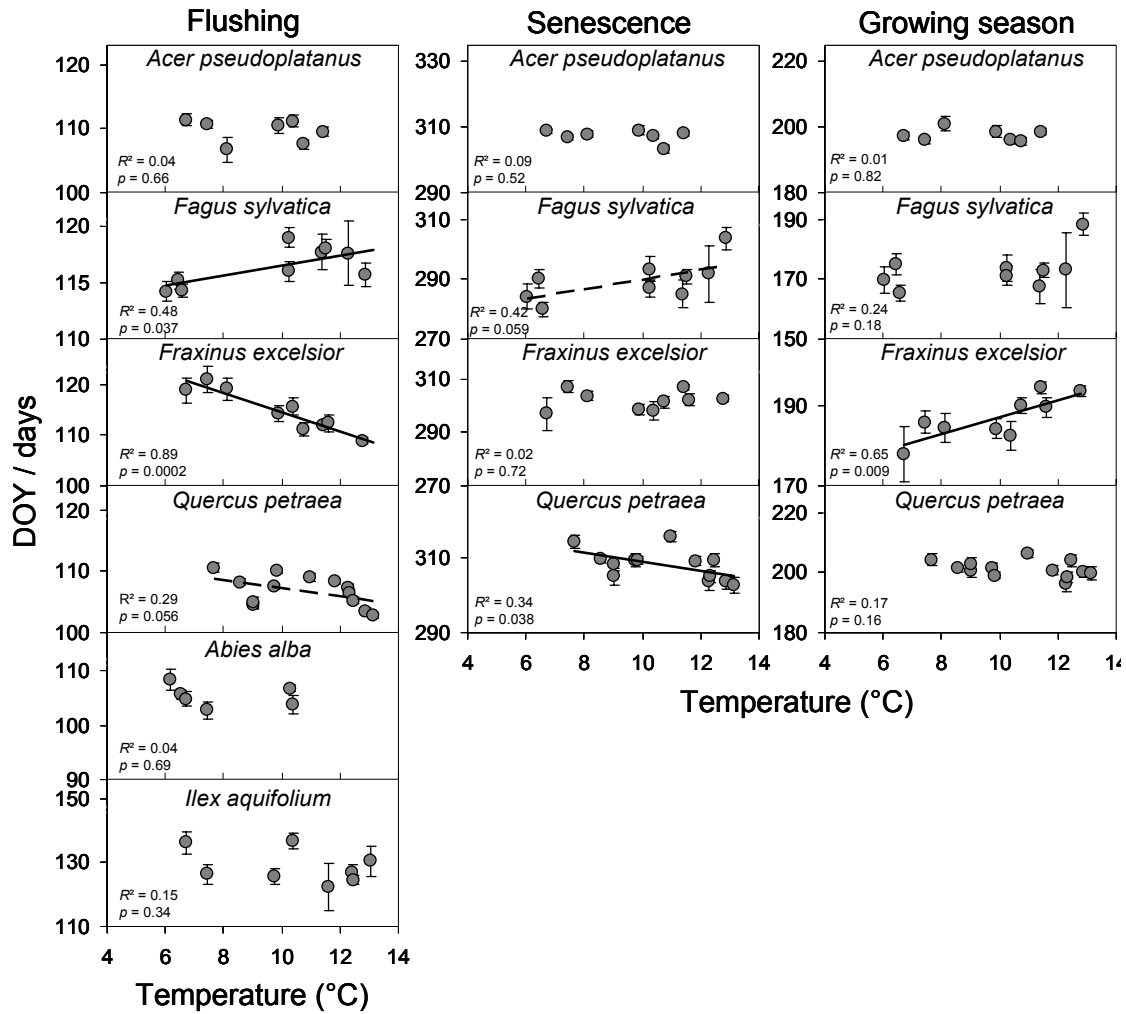 Flushing
Senescence
Growing season
DOY / days
Acer pseudoplatanus
120
110
100
R² = 0.04
p = 0.66
Acer pseudoplatanus
330
310
290
R² = 0.09
p = 0.52
Acer pseudoplatanus
220
200
180
R² = 0.01
p = 0.82
Fagus sylvatica
120
115
110
R² = 0.48
p = 0.037
Fagus sylvatica
310
290
270
R² = 0.42
p = 0.059
Fagus sylvatica
190
170
150
R² = 0.24
p = 0.18
Fraxinus excelsior
120
110
100
R² = 0.89
p = 0.0002
Fraxinus excelsior
310
290
270
R² = 0.02
p = 0.72
Fraxinus excelsior
190
170
R² = 0.65
p = 0.009
Quercus petraea
120
110
100
R² = 0.29
p = 0.056
Quercus petraea
310
290
R² = 0.34
p = 0.038
4 6 8 10 12 14
Quercus petraea
200
200
180
R² = 0.17
p = 0.16
4 6 8 10 12 14
Temperature (°C)
Abies alba
110
100
90
R² = 0.04
p = 0.69
Ilex aquifolium
150
130
110
R² = 0.15
p = 0.34
4 6 8 10 12 14
Temperature (°C)